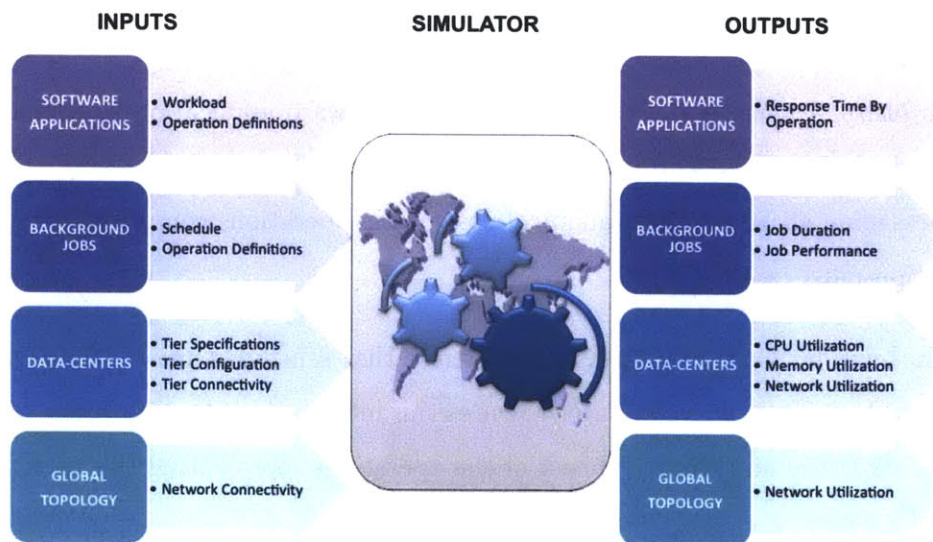 INPUTS
SIMULATOR
OUTPUTS
SOFTWARE
APPLICATIONS
• Workload
• Operation Definitions
BACKGROUND
JOBS
• Schedule
• Operation Definitions
DATA-CENTERS
• Tier Specifications
• Tier Configuration
• Tier Connectivity
GLOBAL
TOPOLOGY
• Network Connectivity
SOFTWARE
APPLICATIONS
• Response Time By
Operation
BACKGROUND
JOBS
• Job Duration
• Job Performance
DATA-CENTERS
• CPU Utilization
• Memory Utilization
• Network Utilization
GLOBAL
TOPOLOGY
• Network Utilization